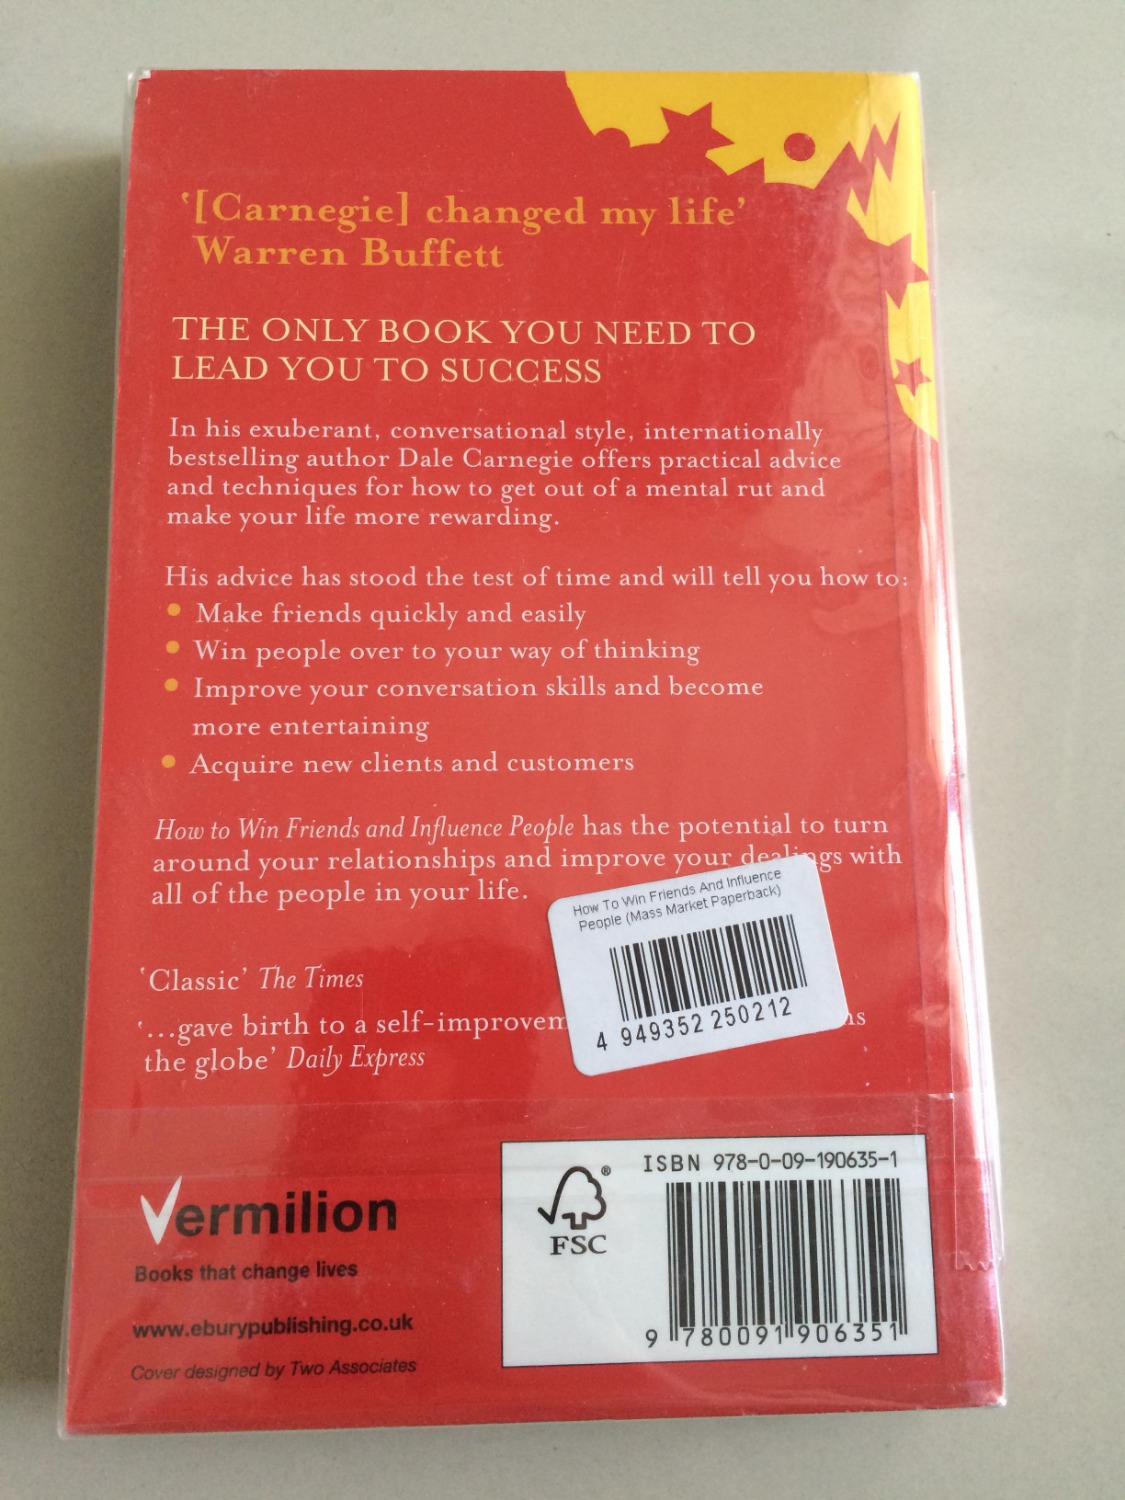 ‘[Carnegie] changed my life’
Warren Buffett
THE ONLY BOOK YOU NEED TO
LEAD YOU TO SUCCESS
In his exuberant, conversational style, internationally
bestselling author Dale Carnegie offers practical advice
and techniques for how to get out of a mental rut and
make your life more rewarding.
His advice has stood the test of time and will tell you how to:
• Make friends quickly and easily
• Win people over to your way of thinking
• Improve your conversation skills and become
more entertaining
• Acquire new clients and customers
How to Win Friends and Influence People has the potential to turn
around your relationships and improve your dealings with
all of the people in your life.
How To Win Friends And Influence
People (Mass Market Paperback)
4 949352 250212
‘Classic’ The Times
‘...gave birth to a
the globe’ Daily Express
Vermilion
Books that change lives
www.eburypublishing.co.uk
Cover designed by Two Associates
FSC
®
ISBN 978-0-09-190635-1
9 780091 906351